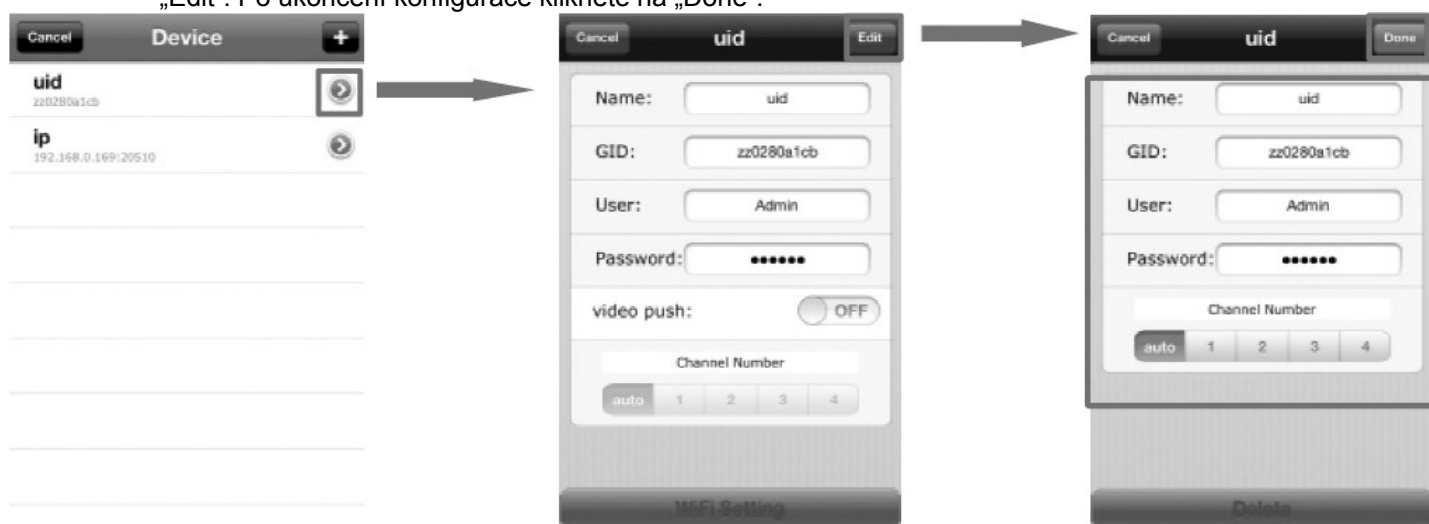 „Edit“. Po ukončení konfigurace klikněte na „Done“.
Cancel Device +
uid
zz0280a1cb
ip
192.168.0.169:20510
Cancel uid Edit
Name: uid
GID: zz0280a1cb
User: Admin
Password: ••••••
video push: OFF
Channel Number
auto 1 2 3 4
WiFi Setting
Cancel uid Done
Name: uid
GID: zz0280a1cb
User: Admin
Password: ••••••
Channel Number
auto 1 2 3 4
Delete